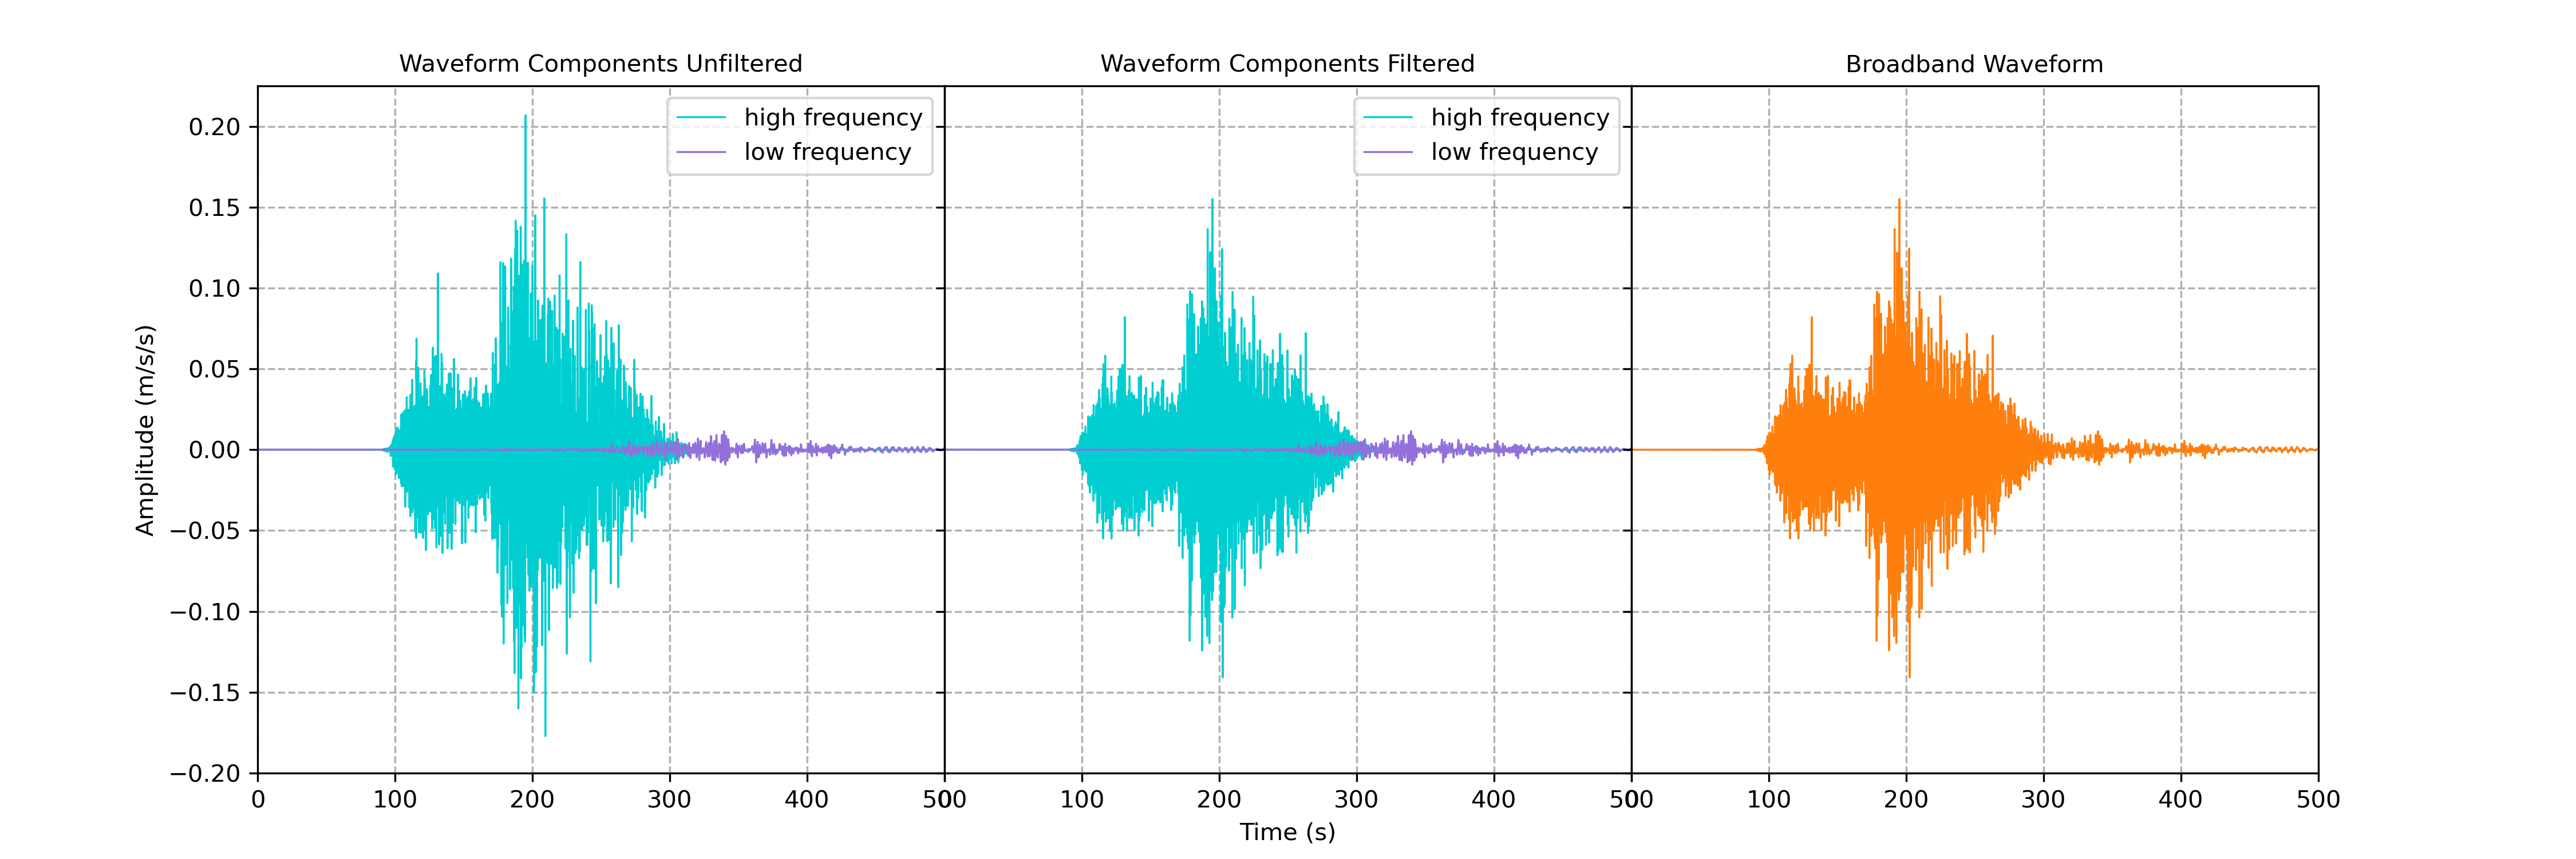 Waveform Components Unfiltered
Waveform Components Filtered
Broadband Waveform
high frequency
low frequency
high frequency
low frequency
Amplitude (m/s/s)
0.20
0.15
0.10
0.05
0.00
−0.05
−0.10
−0.15
−0.20
0 100 200 300 400 500
0 100 200 300 400 500
0 100 200 300 400 500
Time (s)